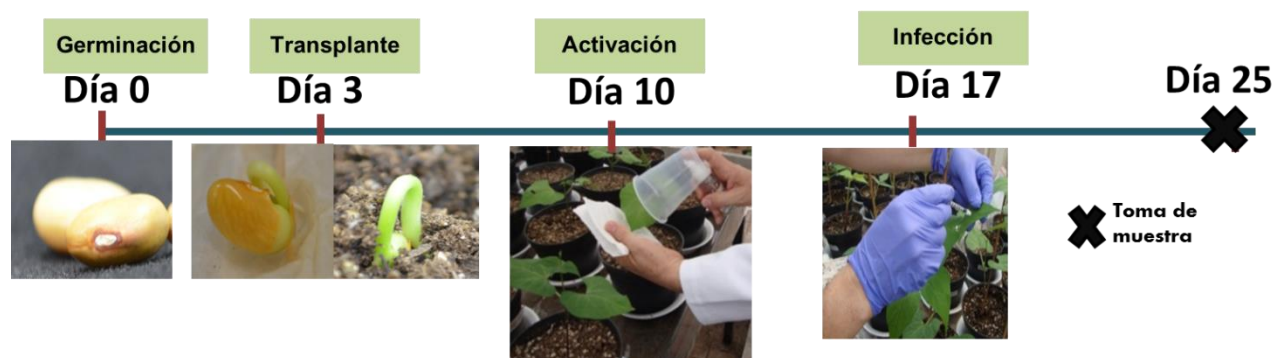 Germinación
Día 0
Transplante
Día 3
Activación
Día 10
Infección
Día 17
Día 25
Toma de
muestra